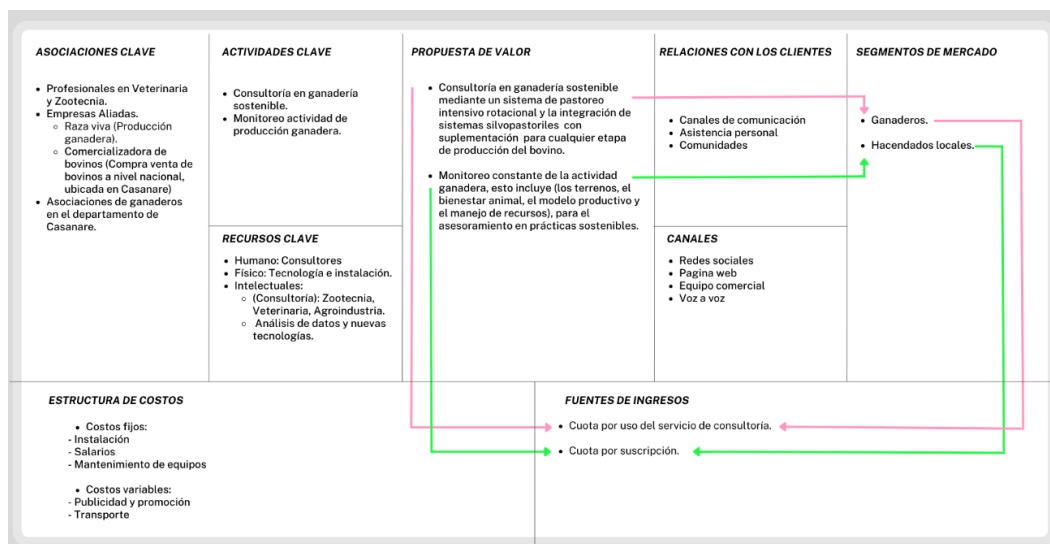 ASOCIACIONES CLAVE
• Profesionales en Veterinaria
y Zootecnia.
• Empresas Aliadas.
○ Raza viva (Producción
ganadera).
○ Comercializadora de
bovinos (Compra venta de
bovinos a nivel nacional,
ubicada en Casanare)
• Asociaciones de ganaderos
en el departamento de
Casanare.
ACTIVIDADES CLAVE
• Consultoría en ganadería
sostenible.
• Monitoreo actividad de
producción ganadera.
RECURSOS CLAVE
• Humano: Consultores
• Físico: Tecnología e instalación.
• Intelectuales:
○ (Consultoría): Zootecnia,
Veterinaria, Agroindustria.
○ Análisis de datos y nuevas
tecnologías.
PROPUESTA DE VALOR
• Consultoría en ganadería sostenible
mediante un sistema de pastoreo
intensivo rotacional y la integración de
sistemas silvopastoriles con
suplementación para cualquier etapa
de producción del bovino.
• Monitoreo constante de la actividad
ganadera, esto incluye (los terrenos, el
bienestar animal, el modelo productivo y
el manejo de recursos), para el
asesoramiento en prácticas sostenibles.
RELACIONES CON LOS CLIENTES
• Canales de comunicación
• Asistencia personal
• Comunidades
CANALES
• Redes sociales
• Pagina web
• Equipo comercial
• Voz a voz
SEGMENTOS DE MERCADO
• Ganaderos.
• Hacendados locales.
ESTRUCTURA DE COSTOS
• Costos fijos:
- Instalación
- Salarios
- Mantenimiento de equipos
• Costos variables:
- Publicidad y promoción
- Transporte
FUENTES DE INGRESOS
• Cuota por uso del servicio de consultoría.
• Cuota por suscripción.